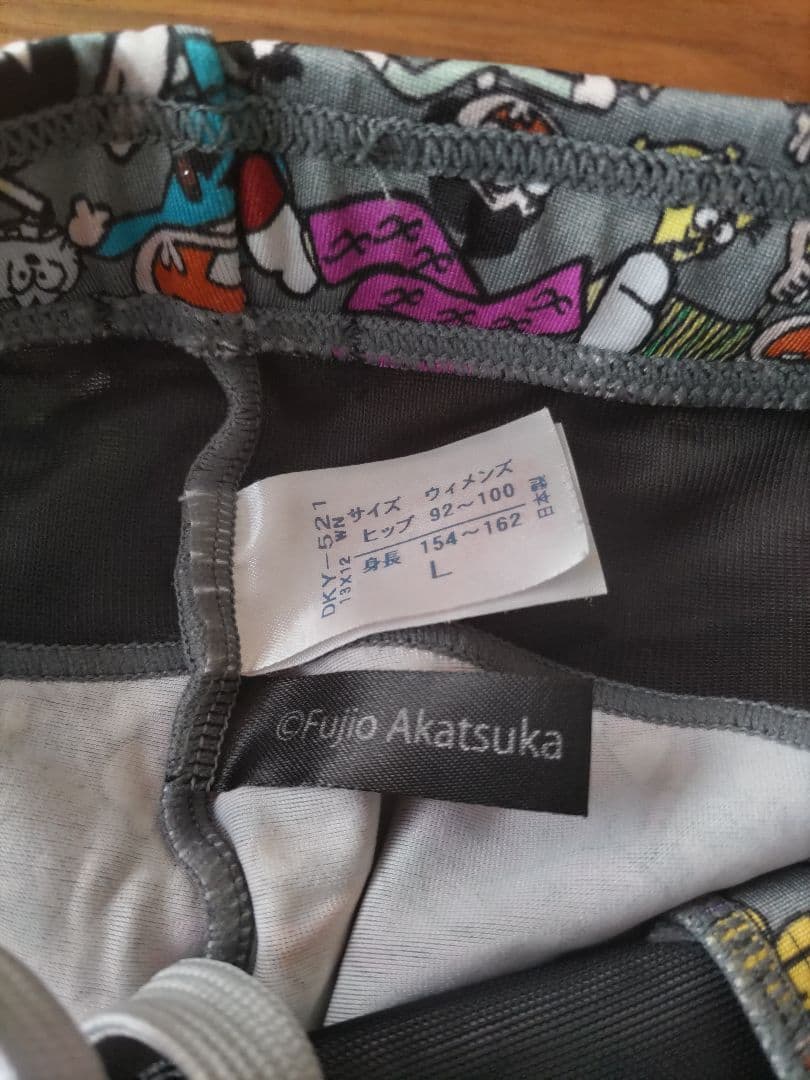 DKY-521
13X12 WN
サイズ ウィメンズ
ヒップ 92～100
身長 154～162
L
日本製
©Fujio Akatsuka